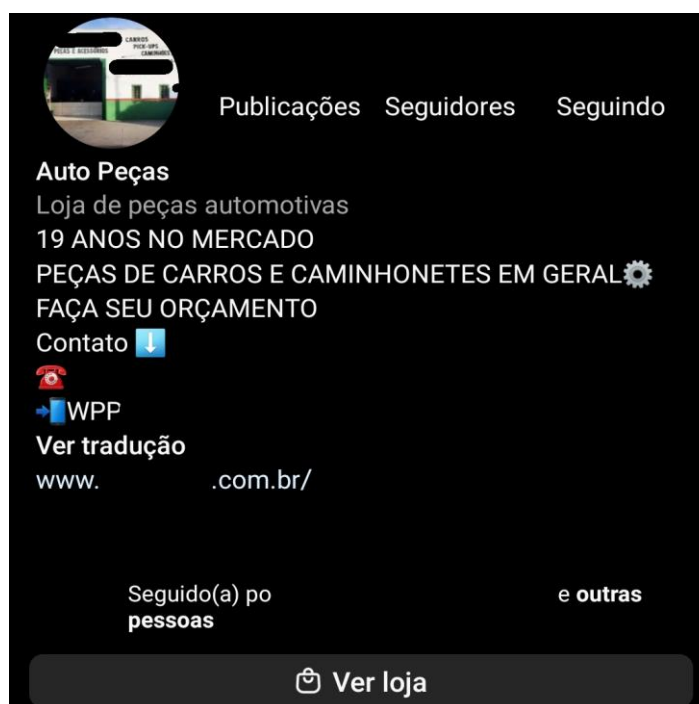 PEÇAS E ACESSÓRIOS
CARROS
PICK-UPS
CAMINHÕES
Publicações Seguidores Seguindo
Auto Peças
Loja de peças automotivas
19 ANOS NO MERCADO
PEÇAS DE CARROS E CAMINHONETES EM GERAL⚙️
FAÇA SEU ORÇAMENTO
Contato ⬇️
☎️
📲WPP
Ver tradução
www. .com.br/
Seguido(a) po e outras
pessoas
Ver loja